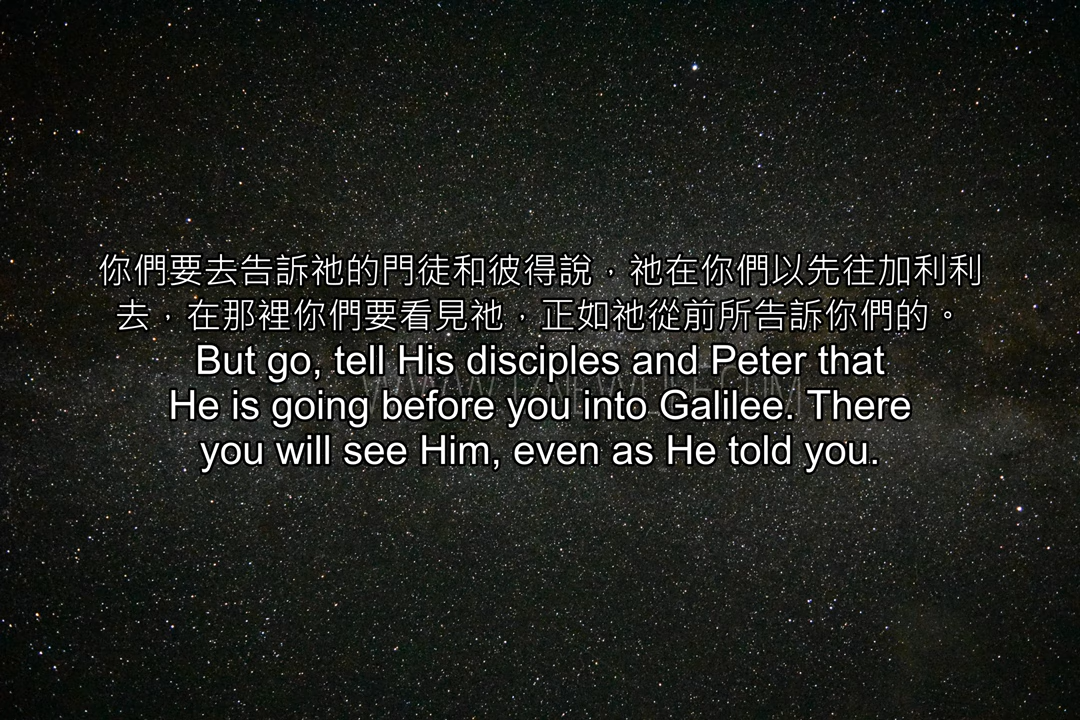 你們要去告訴祂的門徒和彼得說，祂在你們以先往加利利
去，在那裡你們要看見祂，正如祂從前所告訴你們的。
But go, tell His disciples and Peter that
He is going before you into Galilee. There
you will see Him, even as He told you.